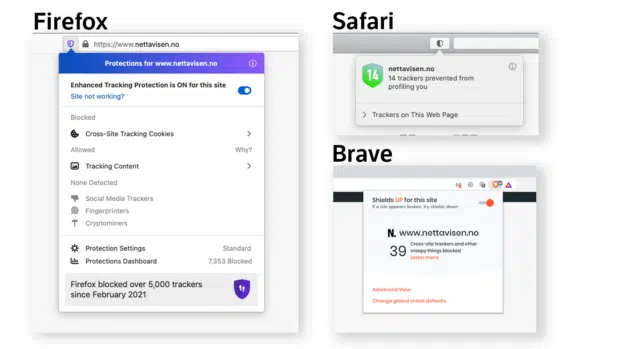 Firefox
https://www.nettavisen.no
Protections for www.nettavisen.no
Enhanced Tracking Protection is ON for this site
Site not working?
Blocked
Cross-Site Tracking Cookies
Allowed
Why?
Tracking Content
None Detected
Social Media Trackers
Fingerprinters
Cryptominers
Protection Settings
Standard
Protections Dashboard
7,353 Blocked
Firefox blocked over 5,000 trackers
since February 2021
Safari
14
nettavisen.no
14 trackers prevented from
profiling you
Trackers on This Web Page
Brave
Shields UP for this site
If a site appears broken, try shields down
N. www.nettavisen.no
39
Cross-site trackers and other
creepy things blocked
Learn more
Advanced View
Change global shield defaults